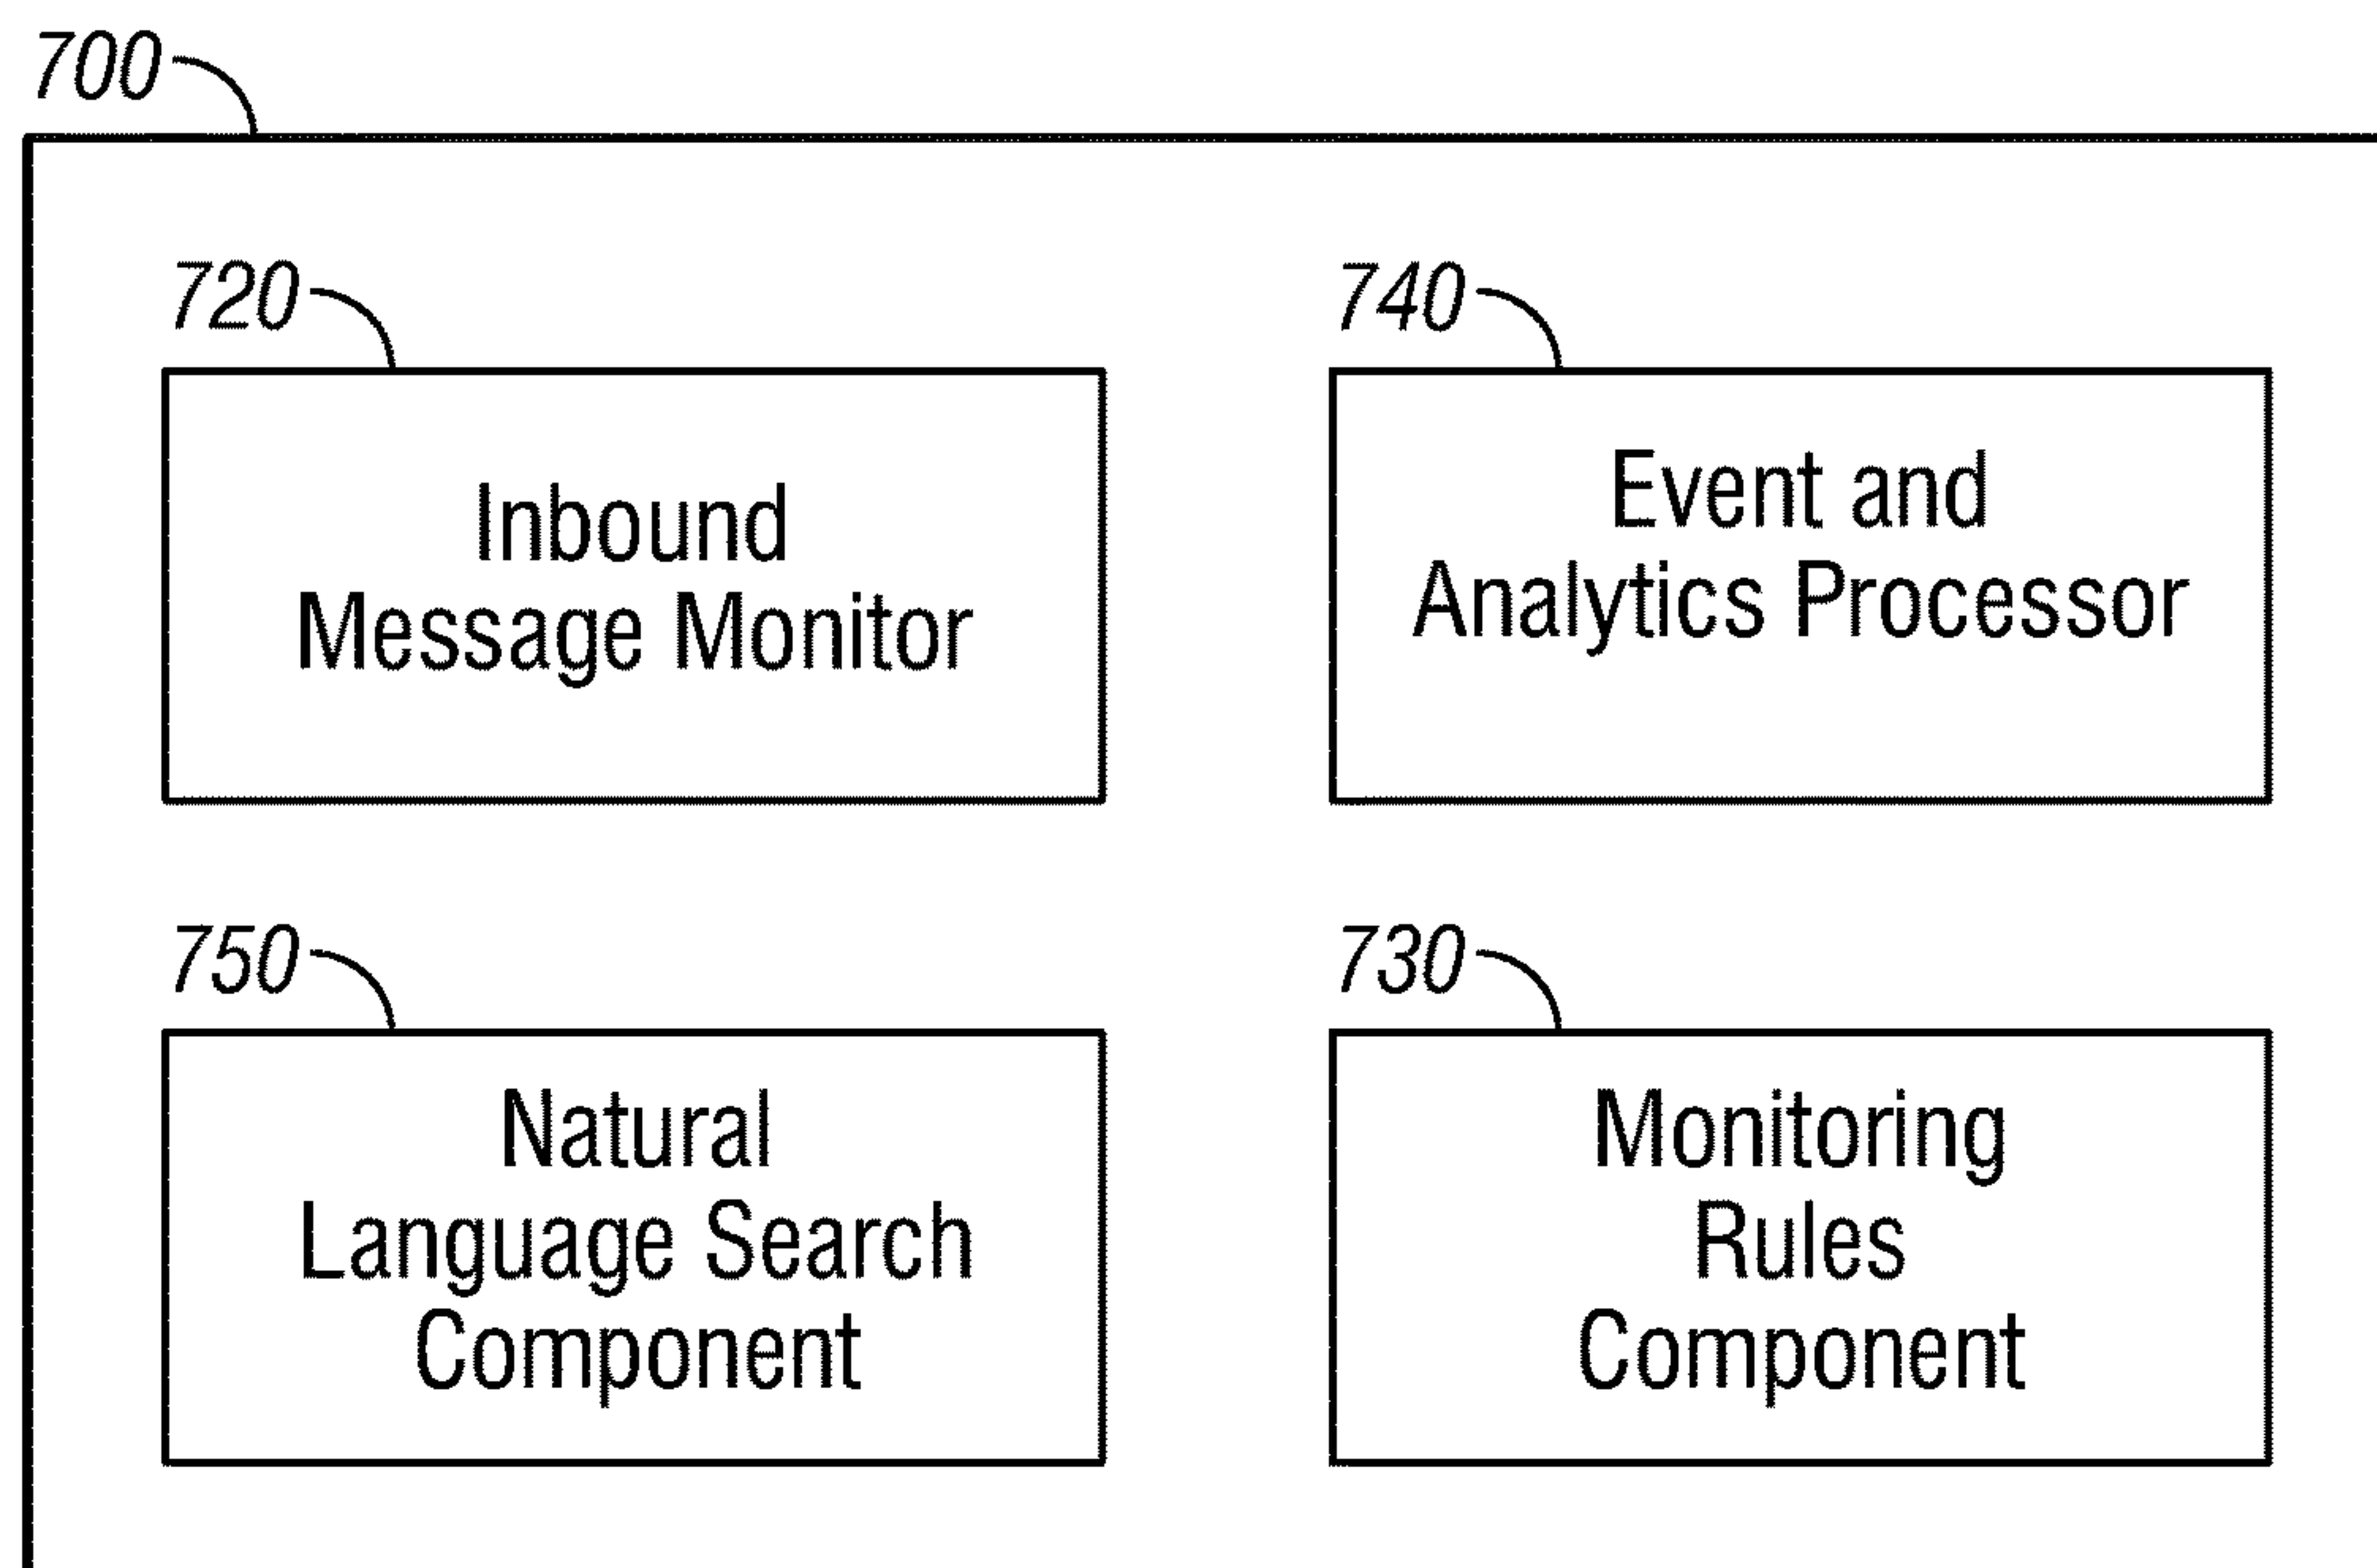 700
720
Inbound
Message Monitor
740
Event and
Analytics Processor
750
Natural
Language Search
Component
730
Monitoring
Rules
Component